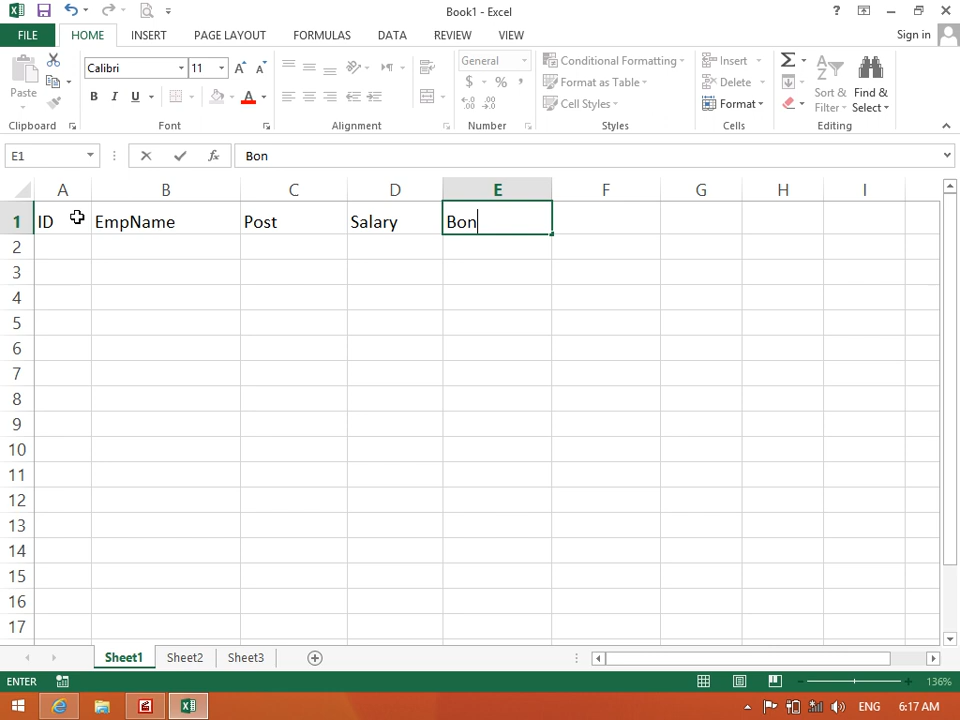 Book1 - Excel
FILE HOME INSERT PAGE LAYOUT FORMULAS DATA REVIEW VIEW Sign in
Paste
Calibri 11
B I U A
General
$ % ,
Conditional Formatting
Format as Table
Cell Styles
Insert
Delete
Format
Sort & Filter
Find & Select
Clipboard Font Alignment Number Styles Cells Editing
E1 fx Bon
A B C D E F G H I
1 ID EmpName Post Salary Bon
2
3
4
5
6
7
8
9
10
11
12
13
14
15
16
17
Sheet1 Sheet2 Sheet3
ENTER 136%
ENG 6:17 AM